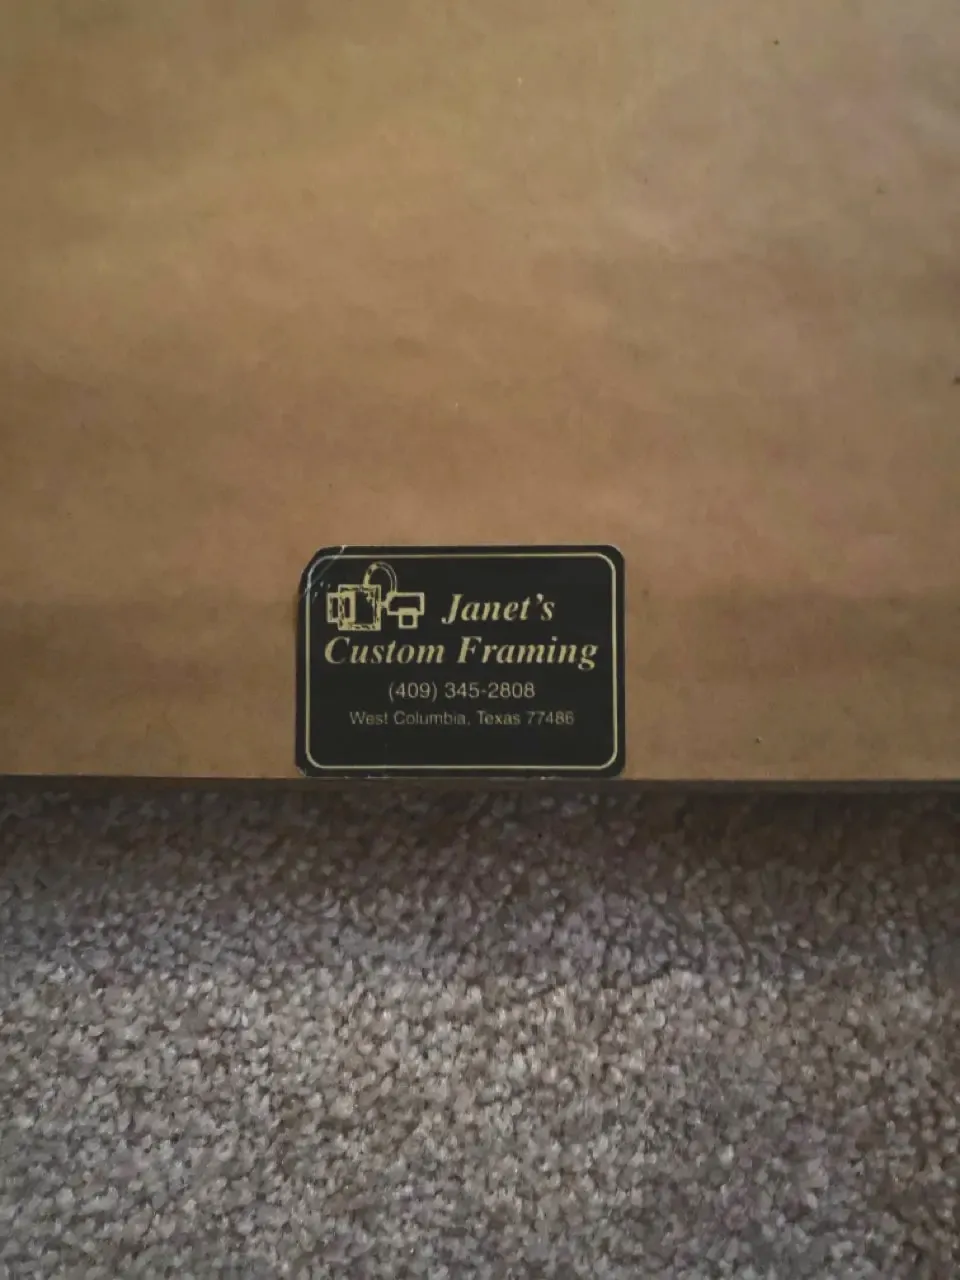 Janet's
Custom Framing
(409) 345-2808
West Columbia, Texas 77486